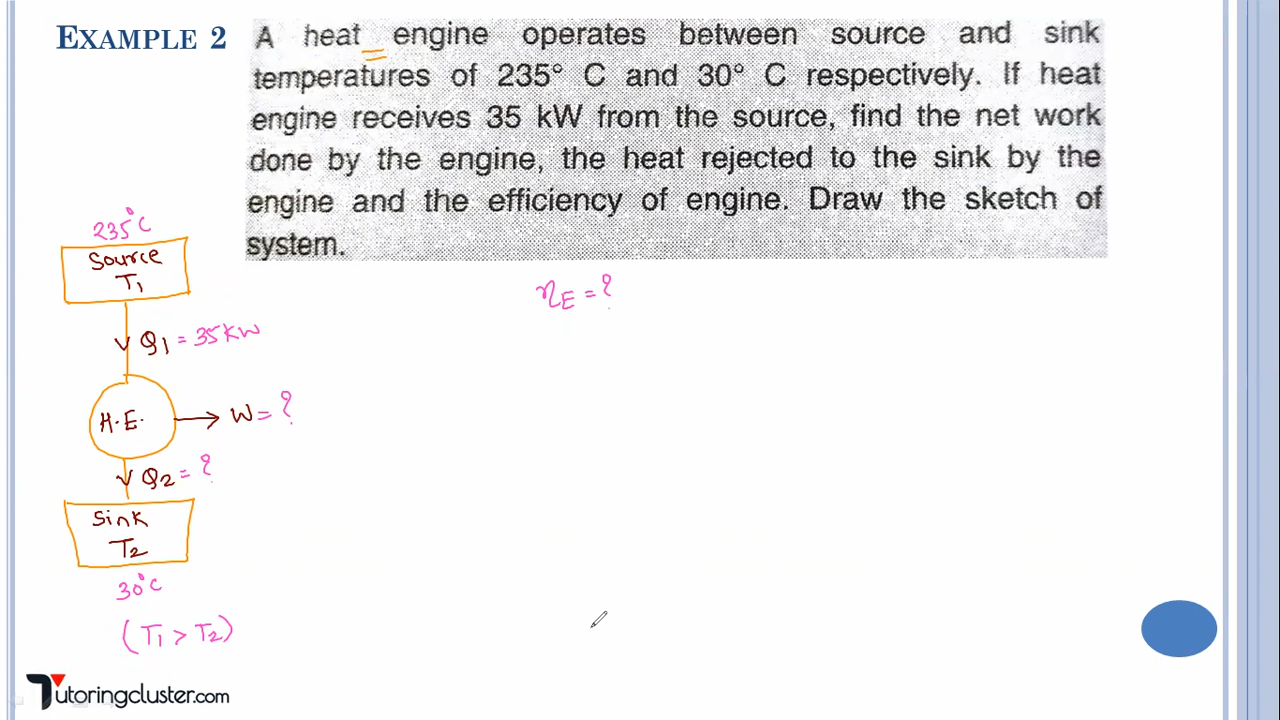 EXAMPLE 2
A heat engine operates between source and sink
temperatures of 235° C and 30° C respectively. If heat
engine receives 35 kW from the source, find the net work
done by the engine, the heat rejected to the sink by the
engine and the efficiency of engine. Draw the sketch of
system.
235°C
Source
T1
Q1 = 35 kW
H.E.
W = ?
Q2 = ?
Sink
T2
30°C
(T1 > T2)
ηE = ?
Tutoringcluster.com